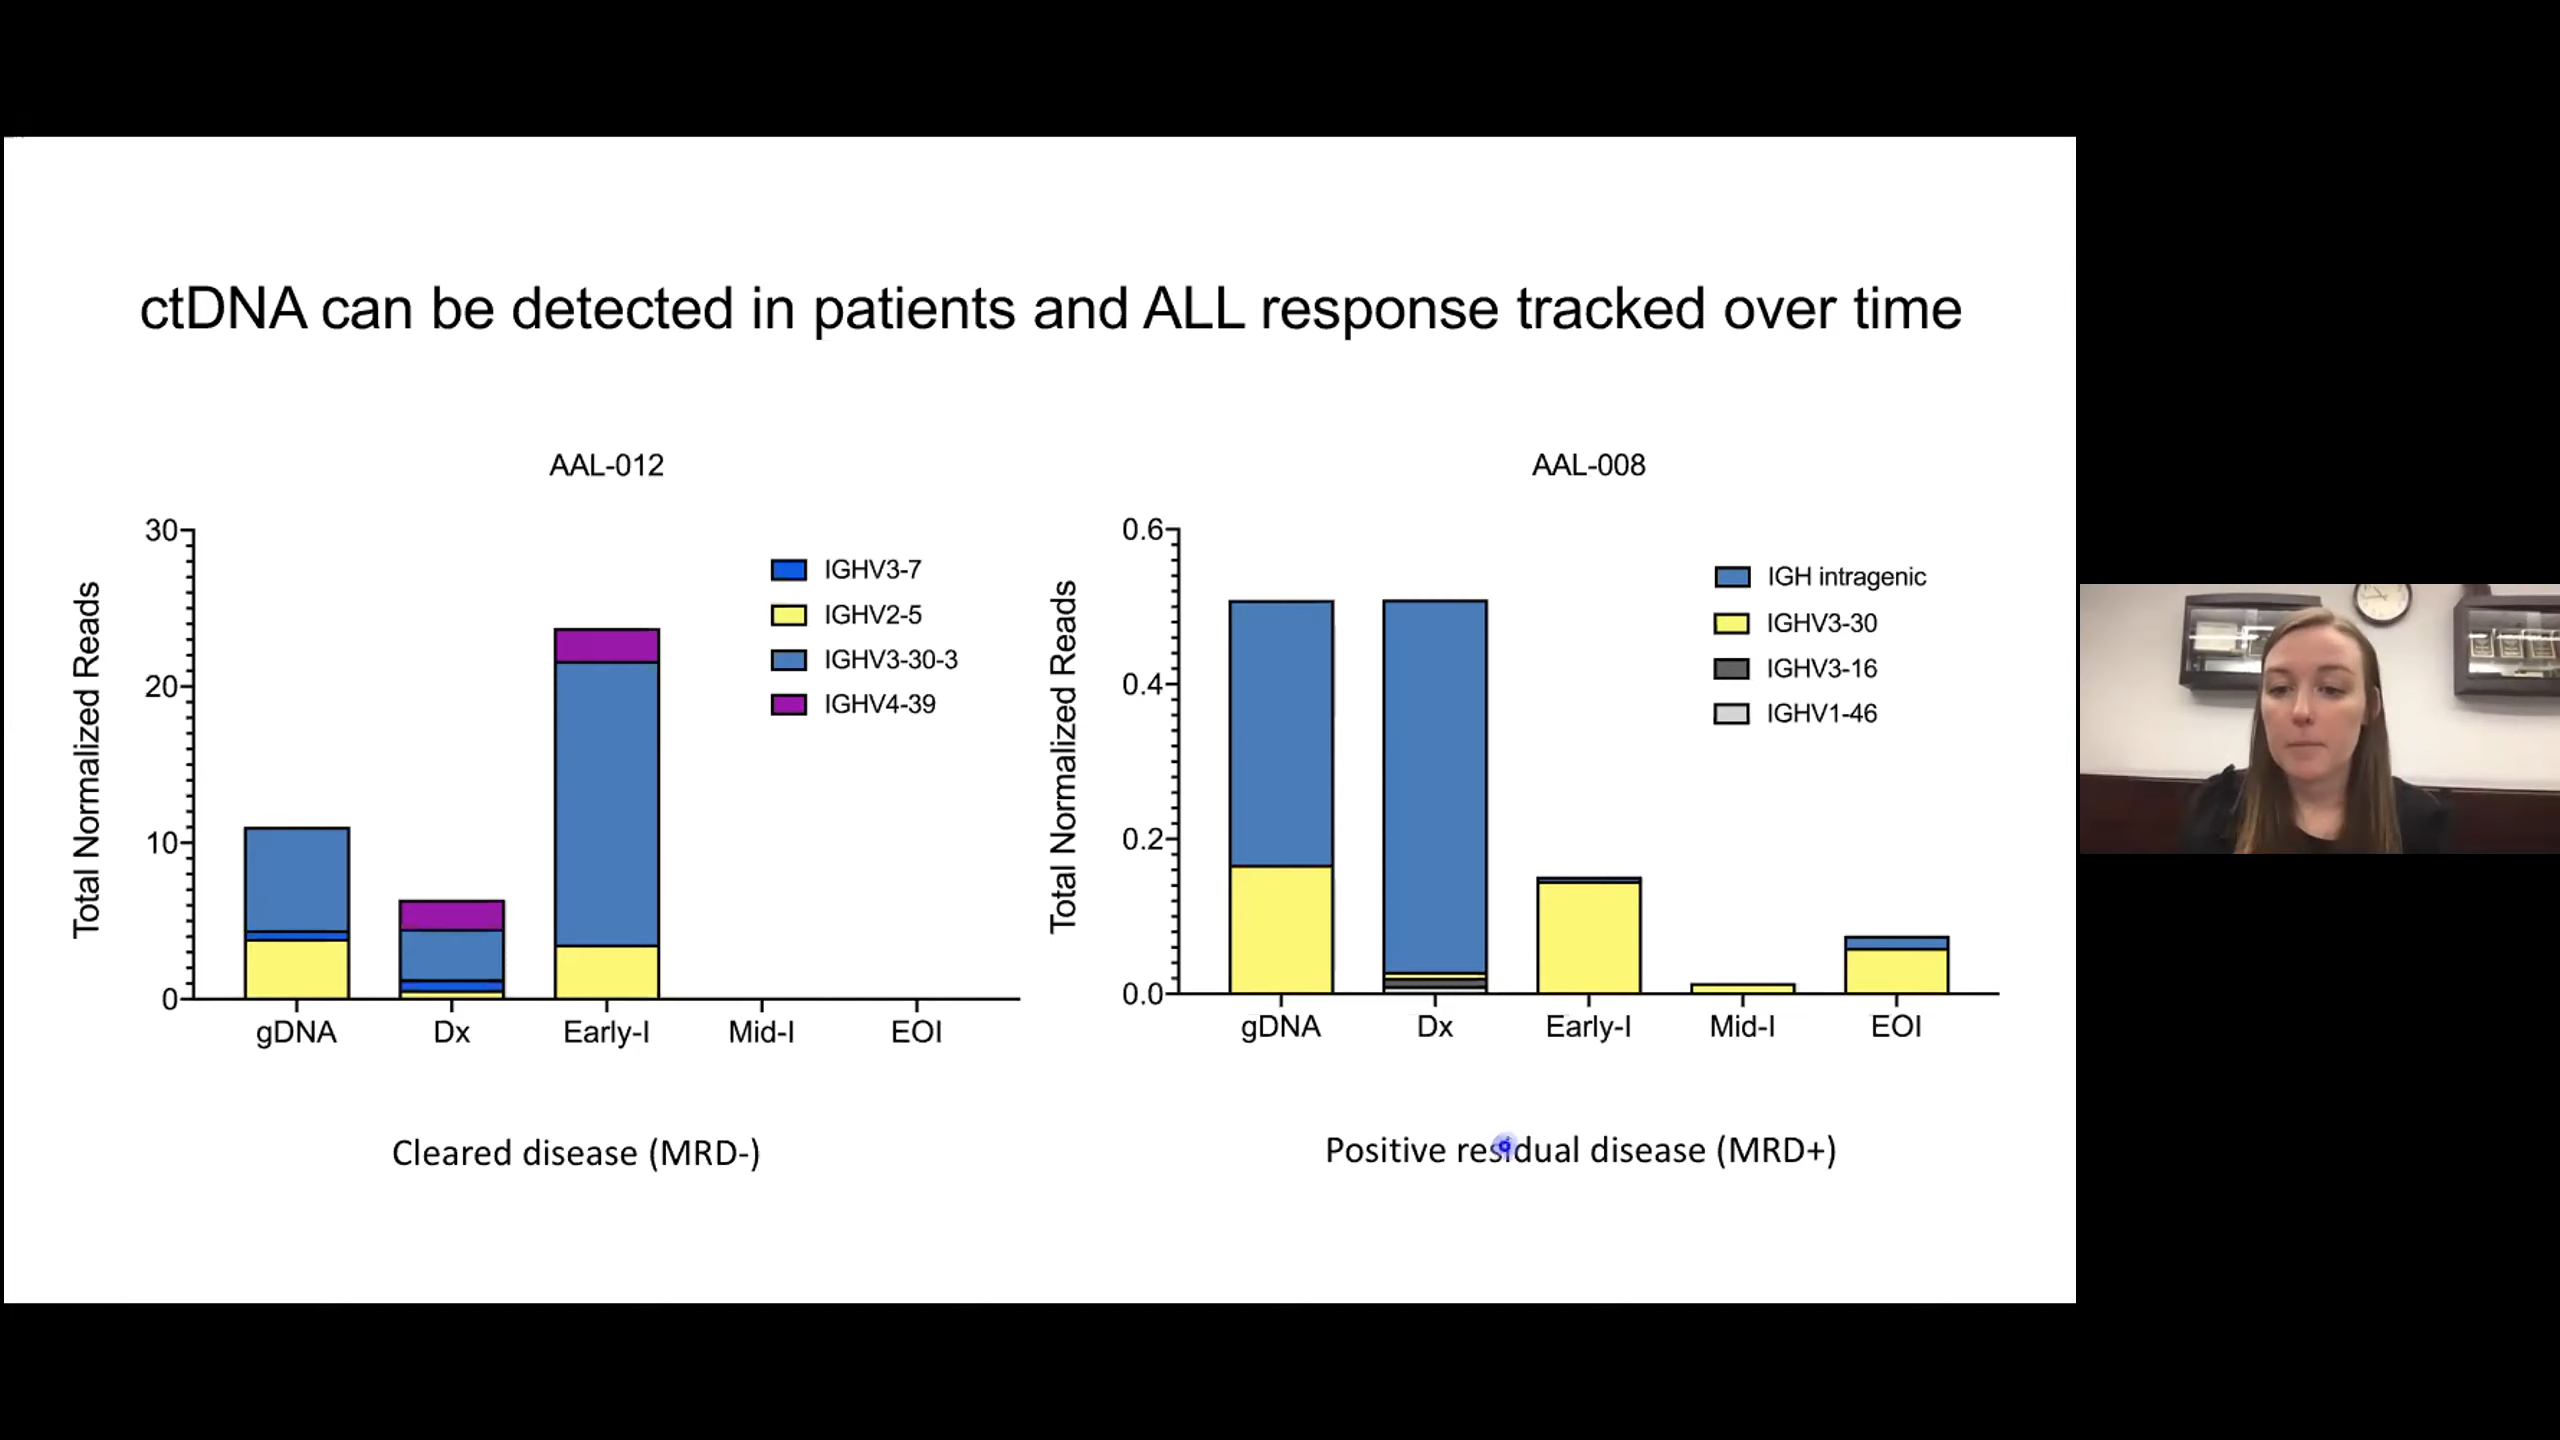 ctDNA can be detected in patients and ALL response tracked over time
AAL-012
Total Normalized Reads
30
20
10
0
gDNA
Dx
Early-I
Mid-I
EOI
IGHV3-7
IGHV2-5
IGHV3-30-3
IGHV4-39
Cleared disease (MRD-)
AAL-008
Total Normalized Reads
0.6
0.4
0.2
0.0
gDNA
Dx
Early-I
Mid-I
EOI
IGH intragenic
IGHV3-30
IGHV3-16
IGHV1-46
Positive residual disease (MRD+)